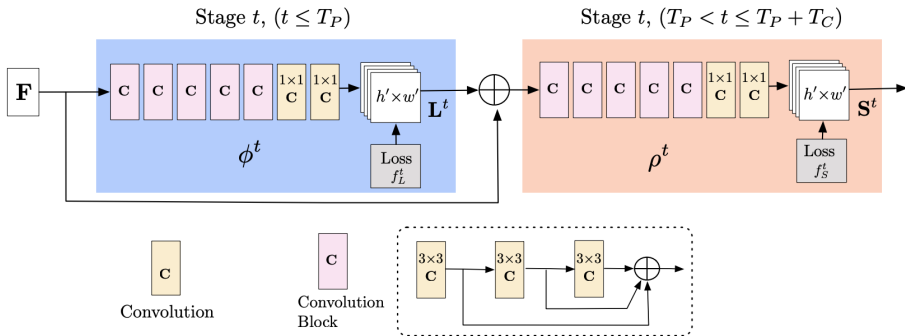 Stage t, (t ≤ T_P)
Stage t, (T_P < t ≤ T_P + T_C)
F
C C C C C 1×1 C 1×1 C
h′×w′
L^t
Loss
f_L^t
ϕ^t
C C C C C 1×1 C 1×1 C
h′×w′
S^t
Loss
f_S^t
ρ^t
C
Convolution
C
Convolution
Block
3×3 3×3 3×3
C C C